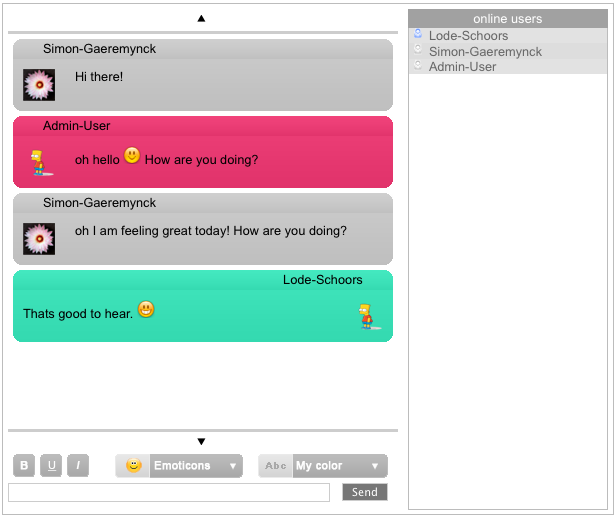 ▲
Simon-Gaeremynck
Hi there!
Admin-User
oh hello How are you doing?
Simon-Gaeremynck
oh I am feeling great today! How are you doing?
Lode-Schoors
Thats good to hear.
▼
B U I Emoticons ▼ Abc My color ▼
Send
online users
Lode-Schoors
Simon-Gaeremynck
Admin-User